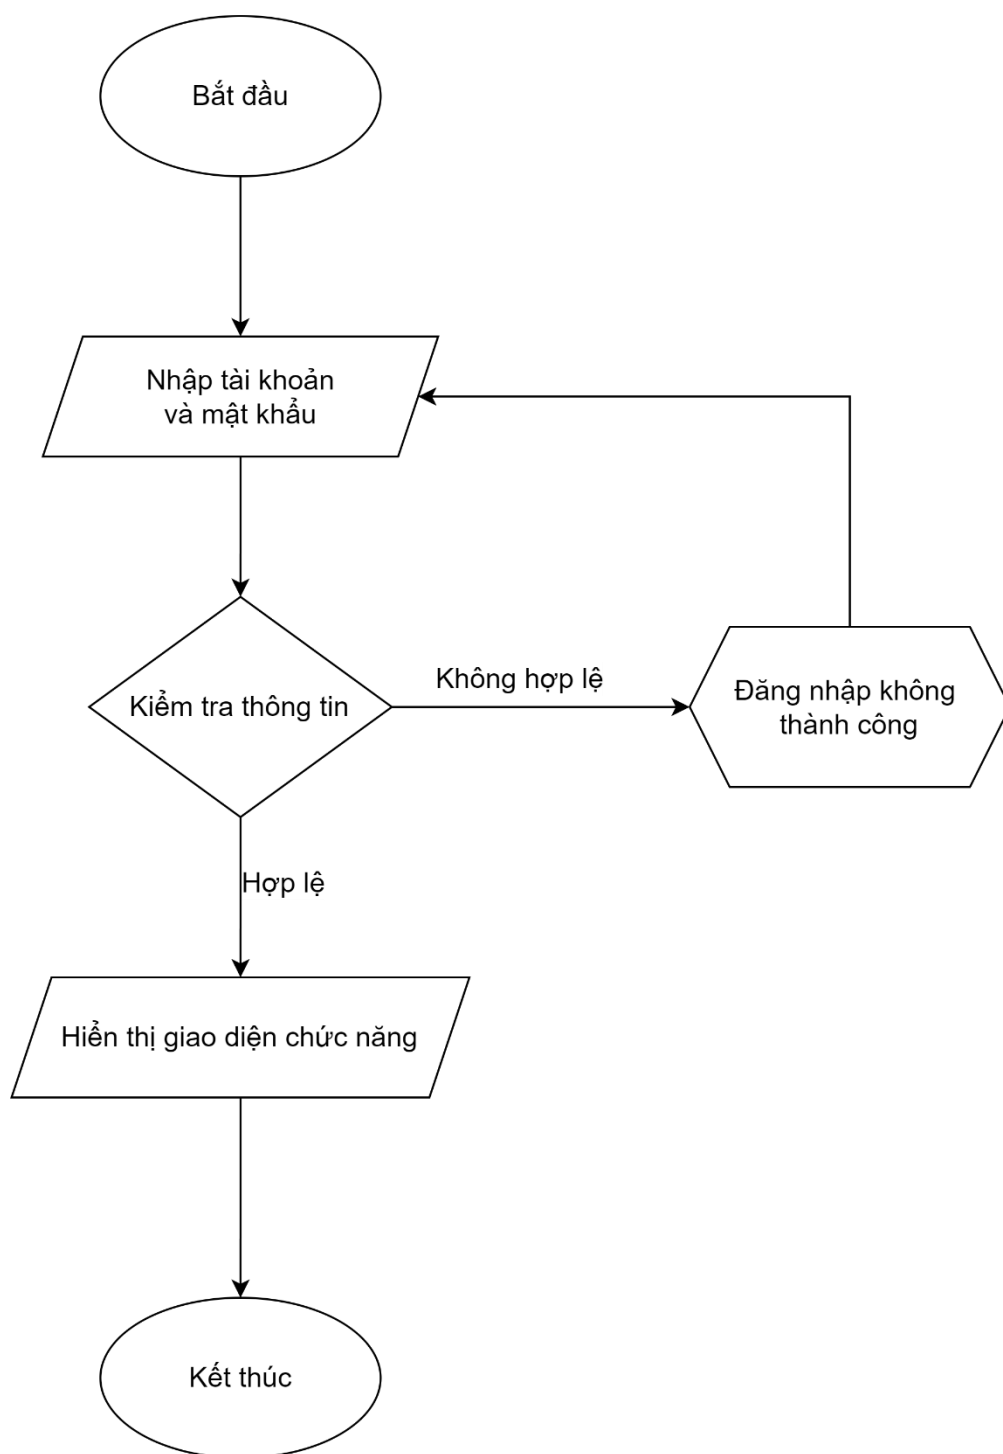 Bắt đầu
Nhập tài khoản
và mật khẩu
Kiểm tra thông tin
Không hợp lệ
Đăng nhập không
thành công
Hợp lệ
Hiển thị giao diện chức năng
Kết thúc